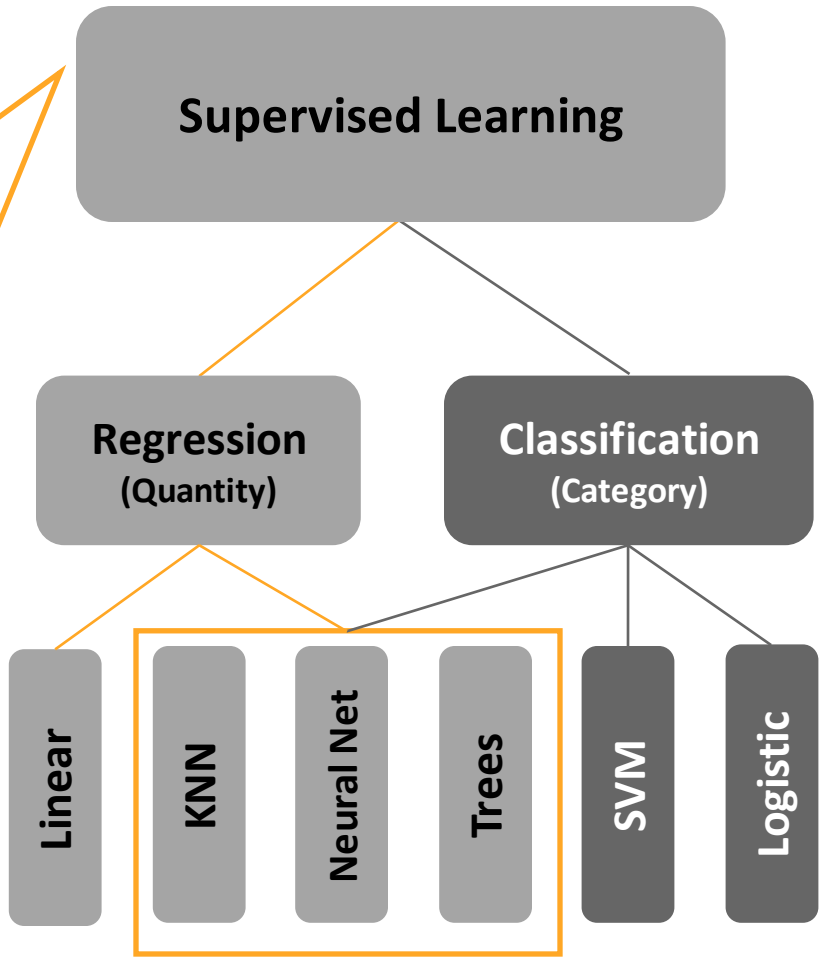 Supervised Learning
Regression
(Quantity)
Classification
(Category)
Linear
KNN
Neural Net
Trees
SVM
Logistic